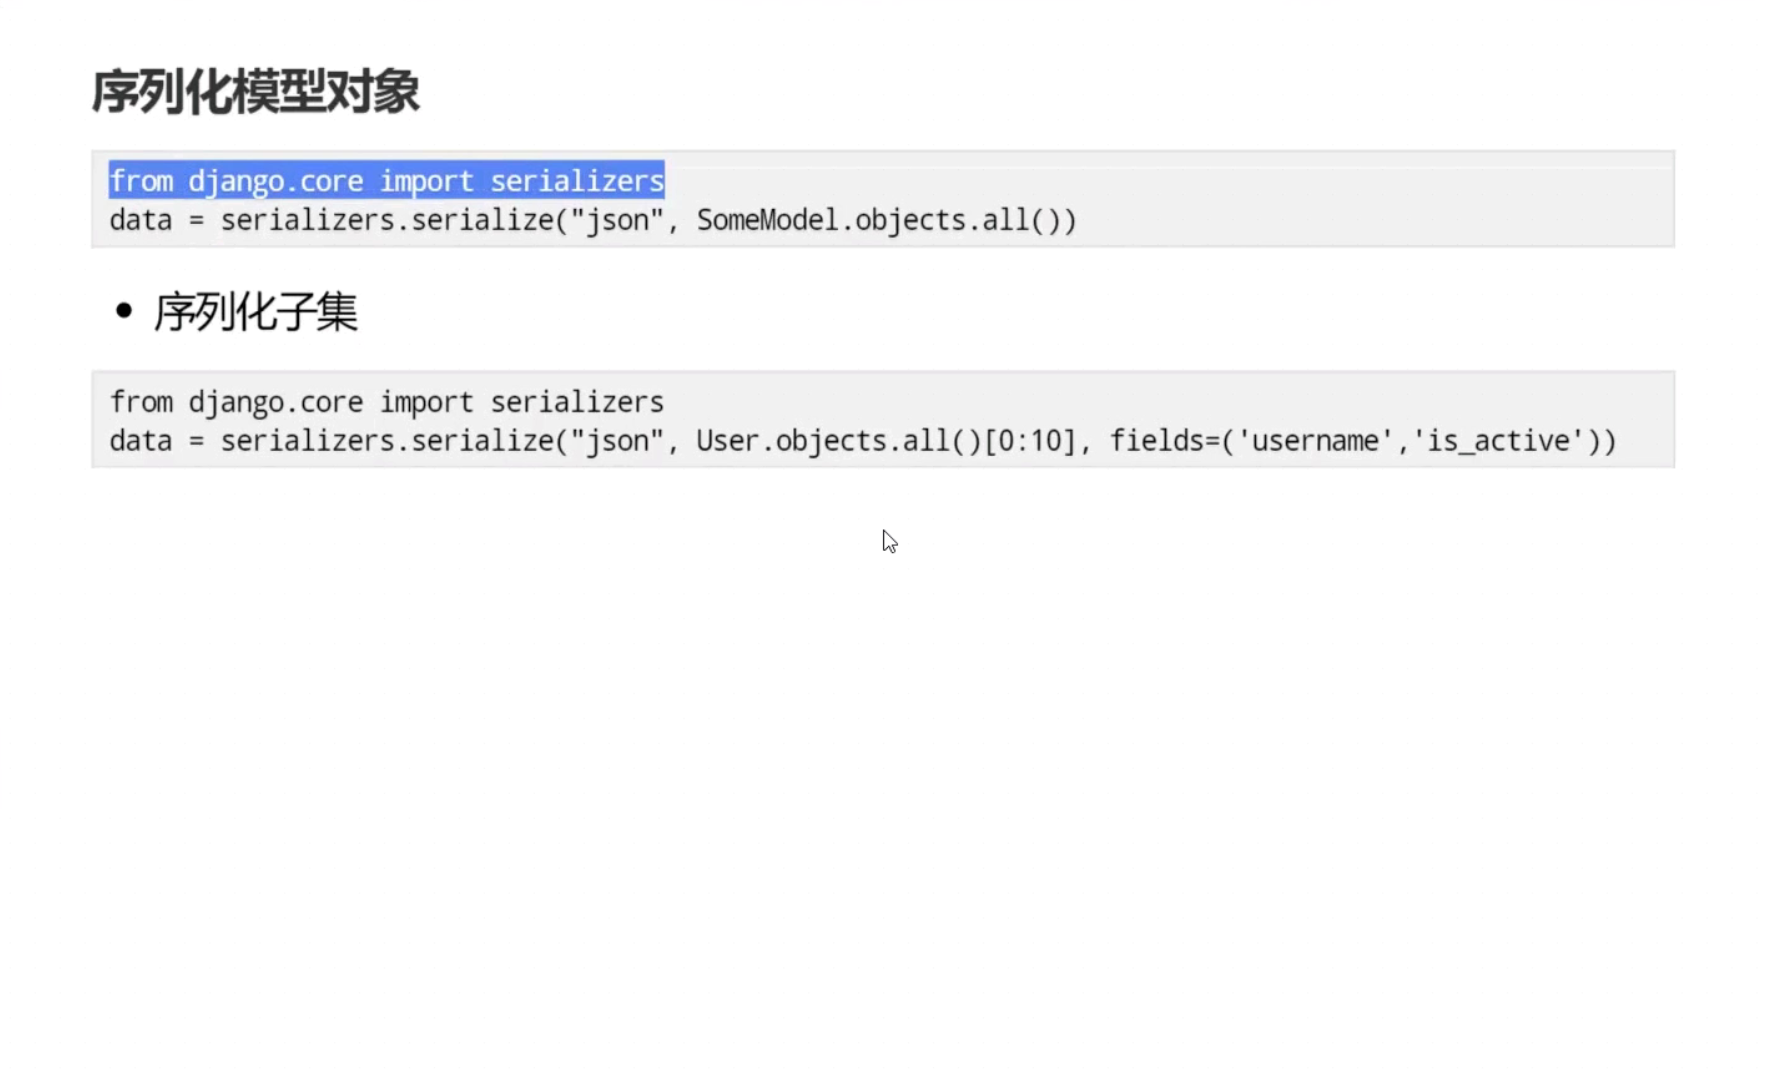 序列化模型对象
from django.core import serializers
data = serializers.serialize("json", SomeModel.objects.all())
• 序列化子集
from django.core import serializers
data = serializers.serialize("json", User.objects.all()[0:10], fields=('username','is_active'))